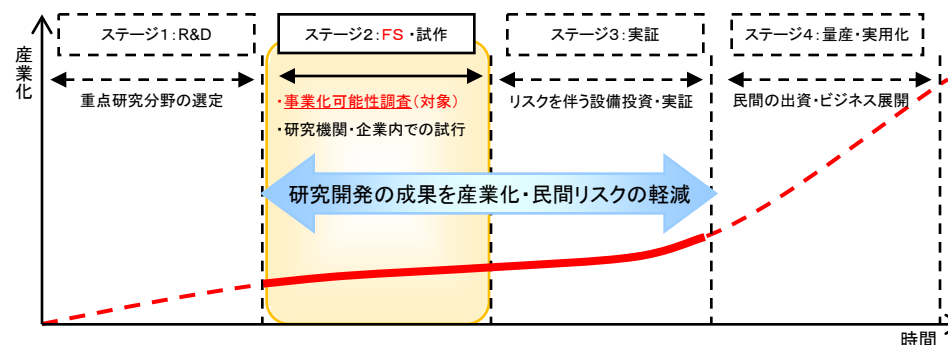 産業化
ステージ1:R&D
ステージ2:FS・試作
ステージ3:実証
ステージ4:量産・実用化
重点研究分野の選定
・事業化可能性調査(対象)
・研究機関・企業内での試行
リスクを伴う設備投資・実証
民間の出資・ビジネス展開
研究開発の成果を産業化・民間リスクの軽減
時間